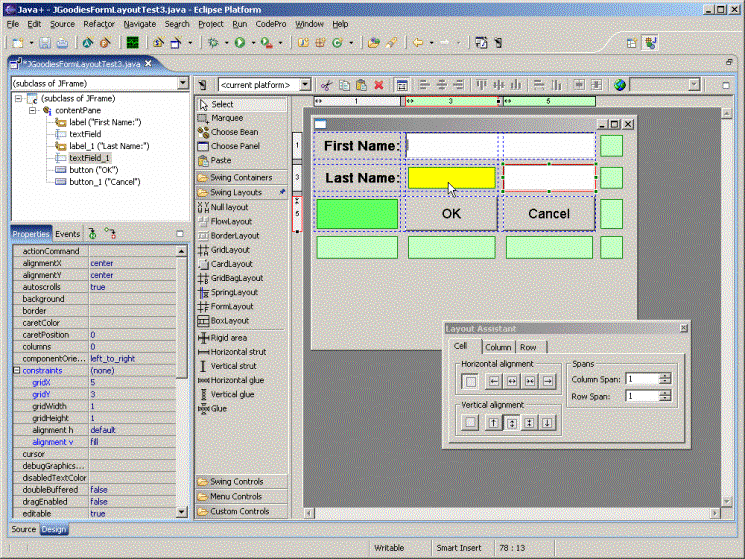 Java+ - JGoodiesFormLayoutTest3.java - Eclipse Platform
File Edit Source Refactor Navigate Search Project Run CodePro Window Help
*JGoodiesFormLayoutTest3.java
(subclass of JFrame)
<current platform>
(subclass of JFrame)
contentPane
label ("First Name:")
textField
label_1 ("Last Name:")
textField_1
button ("OK")
button_1 ("Cancel")
Properties Events
actionCommand
alignmentX center
alignmentY center
autoscrolls true
background
border
caretColor
caretPosition 0
columns 0
componentOrie... left_to_right
constraints (none)
gridX 5
gridY 3
gridWidth 1
gridHeight 1
alignment h default
alignment v fill
cursor
debugGraphics...
disabledTextColor
doubleBuffered false
dragEnabled false
editable true
Source Design
Select
Marquee
Choose Bean
Choose Panel
Paste
Swing Containers
Swing Layouts
Null layout
FlowLayout
BorderLayout
GridLayout
CardLayout
GridBagLayout
SpringLayout
FormLayout
BoxLayout
Rigid area
Horizontal strut
Vertical strut
Horizontal glue
Vertical glue
Glue
Swing Controls
Menu Controls
Custom Controls
1 3 5
1
3
5
First Name:
Last Name:
OK Cancel
Layout Assistant
Cell Column Row
Horizontal alignment
Vertical alignment
Spans
Column Span: 1
Row Span: 1
Writable Smart Insert 78 : 13